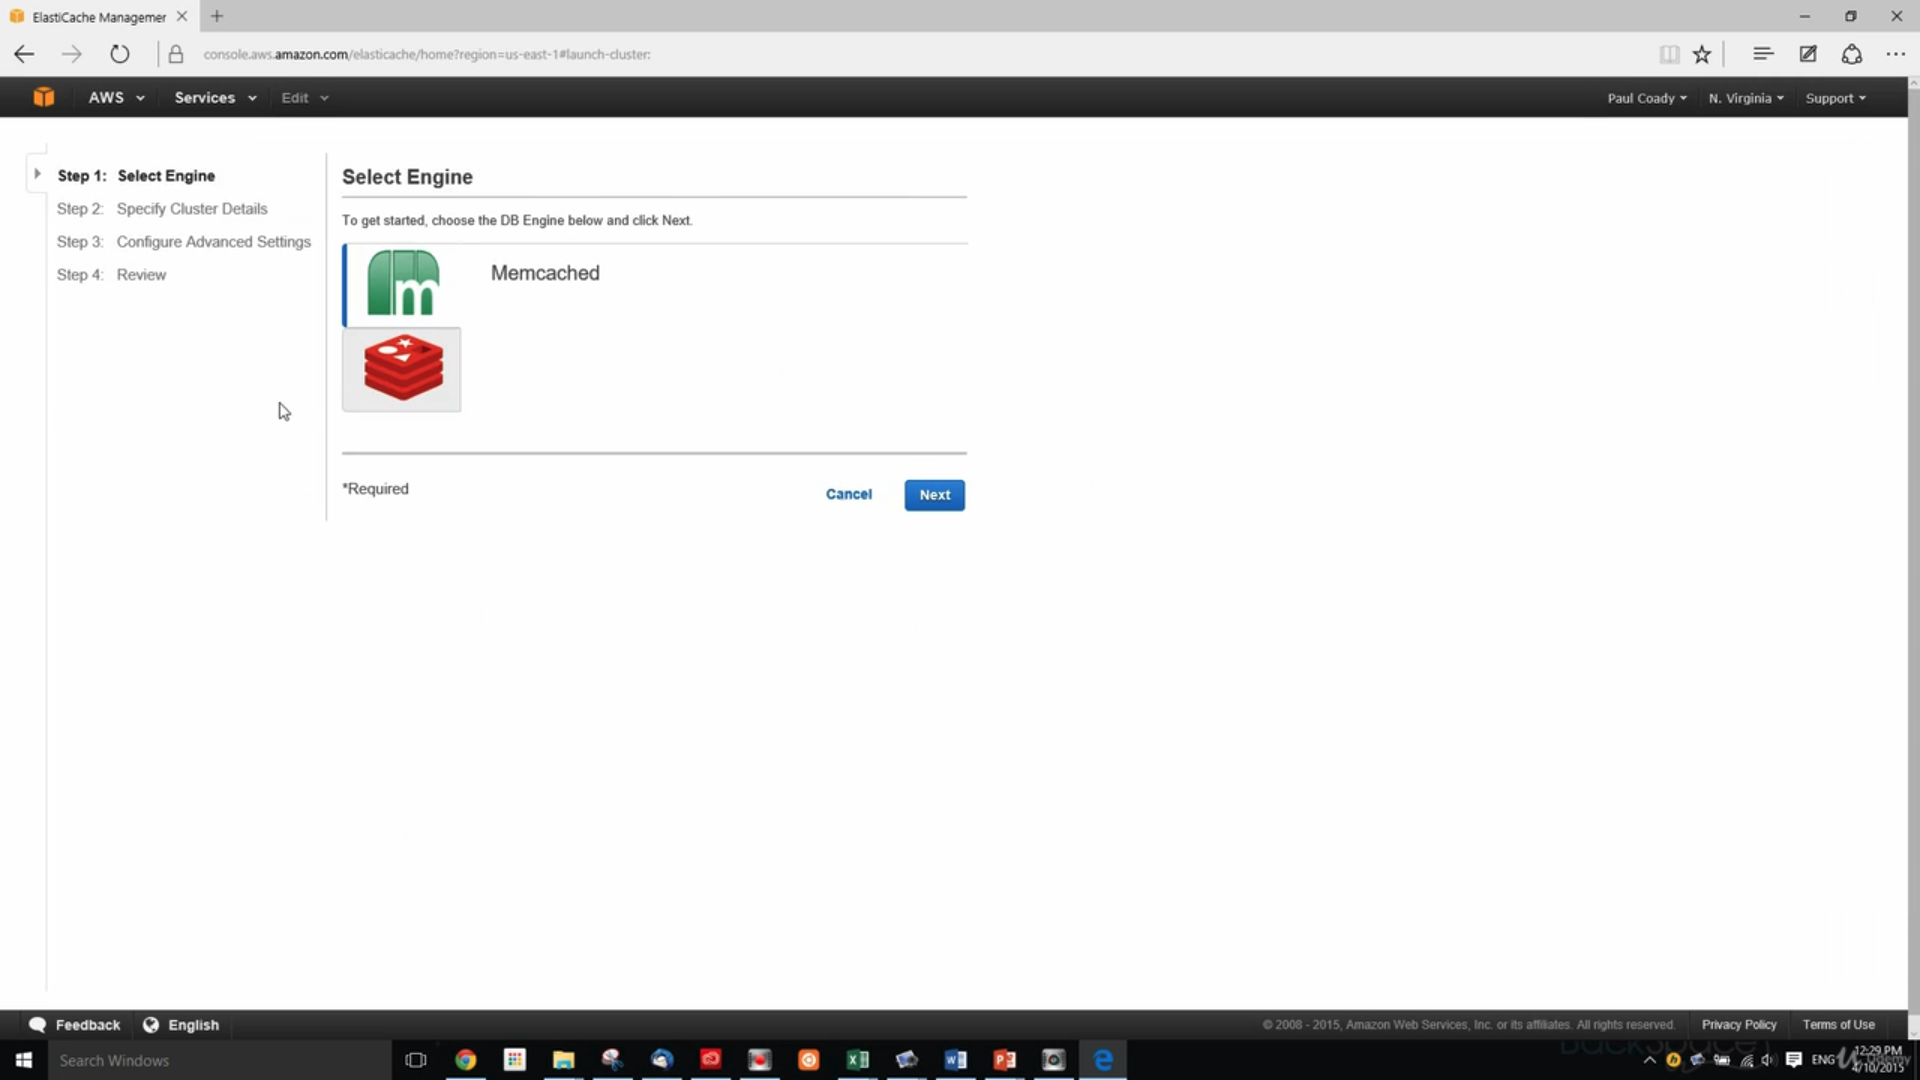 ElastiCache Managemer
console.aws.amazon.com/elasticache/home?region=us-east-1#launch-cluster:
AWS Services Edit Paul Coady N. Virginia Support
Step 1: Select Engine
Step 2: Specify Cluster Details
Step 3: Configure Advanced Settings
Step 4: Review
Select Engine
To get started, choose the DB Engine below and click Next.
m
Memcached
*Required
Cancel Next
Feedback English © 2008 - 2015, Amazon Web Services, Inc. or its affiliates. All rights reserved. Privacy Policy Terms of Use
Search Windows
ENG
12:29 PM
4/10/2015